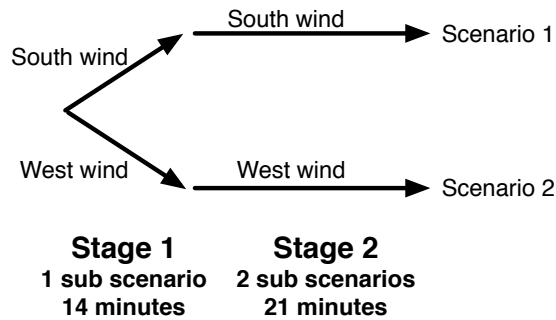 South wind
Scenario 1
South wind
West wind
West wind
Scenario 2
Stage 1
Stage 2
1 sub scenario
2 sub scenarios
14 minutes
21 minutes